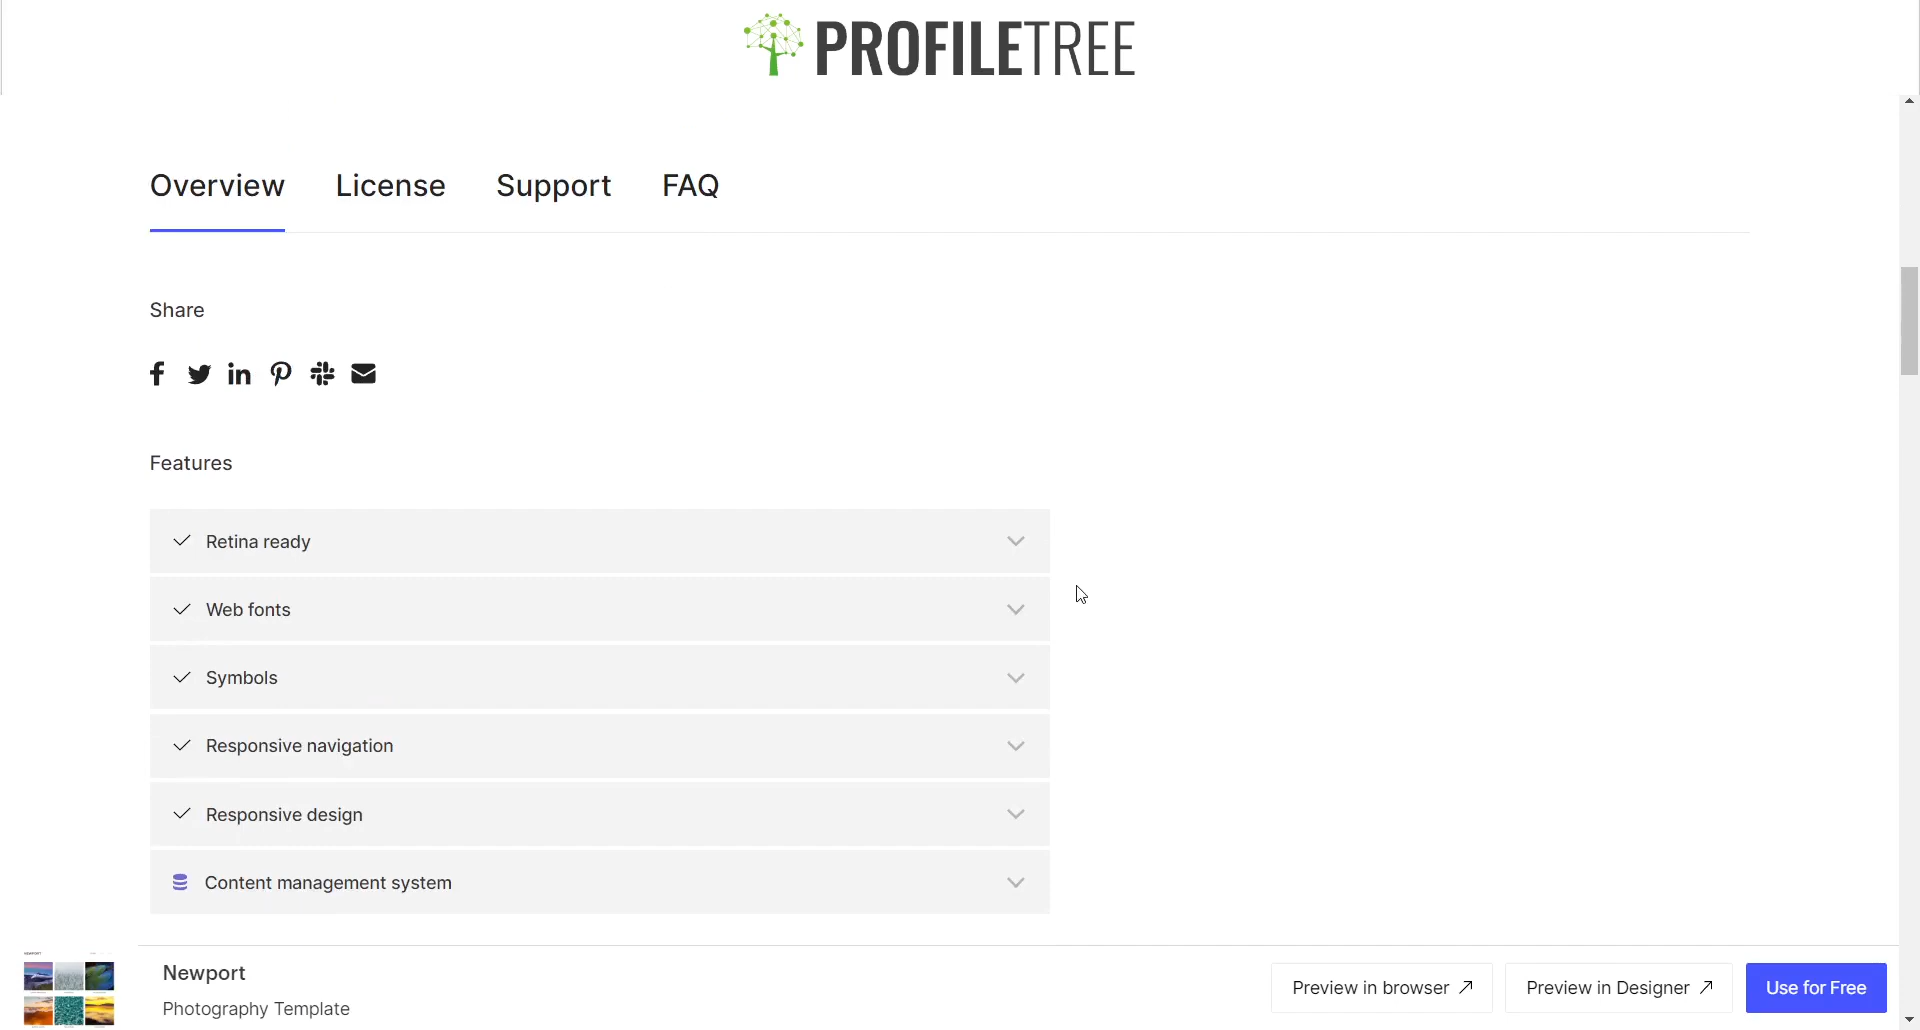 PROFILETREE
Overview License Support FAQ
Share
Features
Retina ready
Web fonts
Symbols
Responsive navigation
Responsive design
Content management system
Newport
Photography Template
Preview in browser
Preview in Designer
Use for Free